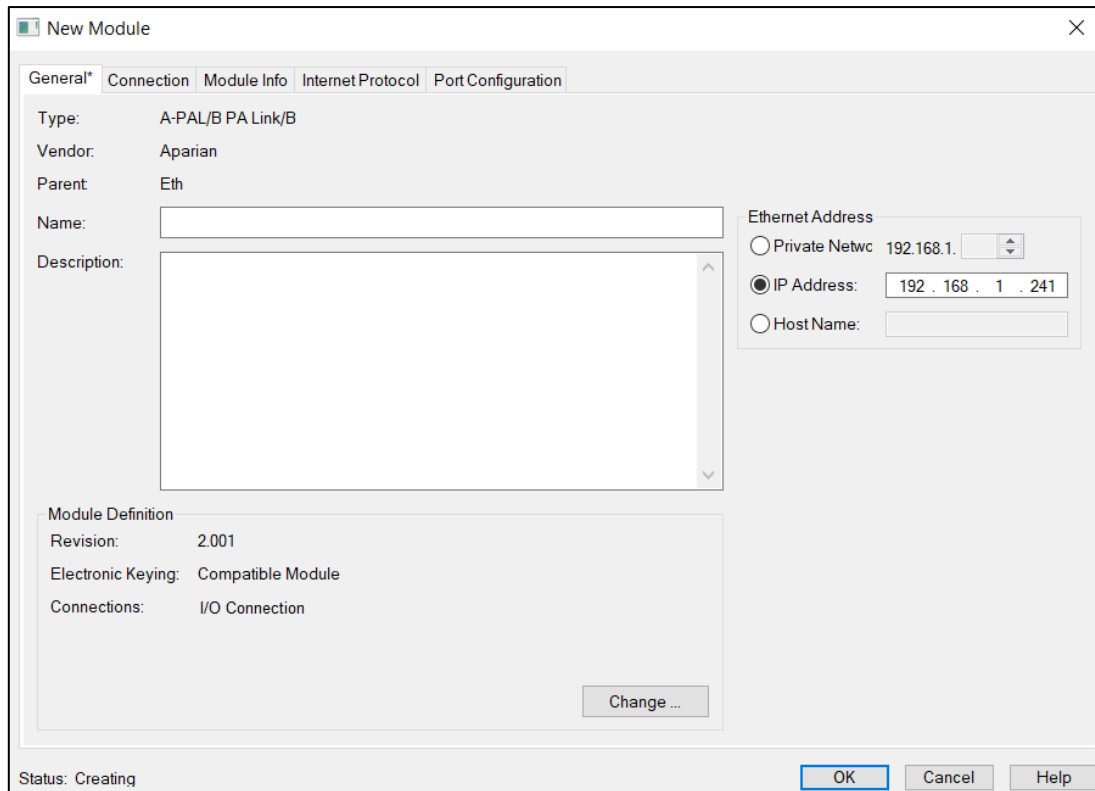 New Module
General* Connection Module Info Internet Protocol Port Configuration
Type: A-PAL/B PA Link/B
Vendor: Aparian
Parent: Eth
Name:
Description:
Ethernet Address
Private Netwc 192.168.1.
IP Address: 192 . 168 . 1 . 241
Host Name:
Module Definition
Revision: 2.001
Electronic Keying: Compatible Module
Connections: I/O Connection
Change ...
Status: Creating
OK Cancel Help